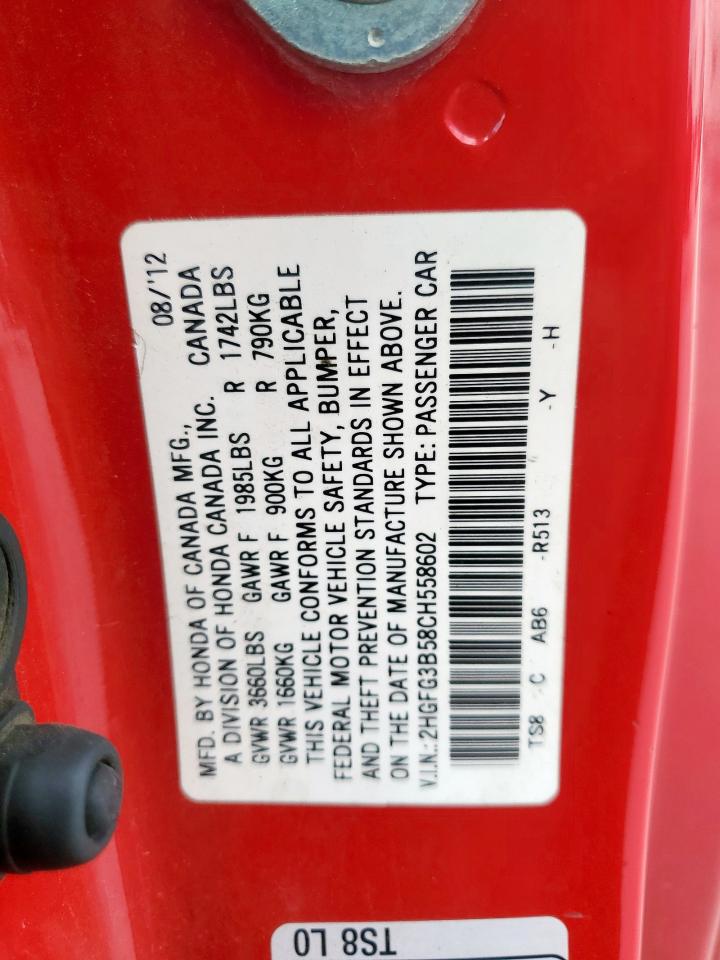 MFD. BY HONDA OF CANADA MFG., 08/'12
A DIVISION OF HONDA CANADA INC. CANADA
GVWR 3660LBS GAWR F 1985LBS R 1742LBS
GVWR 1660KG GAWR F 900KG R 790KG
THIS VEHICLE CONFORMS TO ALL APPLICABLE
FEDERAL MOTOR VEHICLE SAFETY, BUMPER,
AND THEFT PREVENTION STANDARDS IN EFFECT
ON THE DATE OF MANUFACTURE SHOWN ABOVE.
V.I.N.: 2HGFG3B58CH558602 TYPE: PASSENGER CAR
TS8 C AB6 -R513 -Y -H
TS8 L0